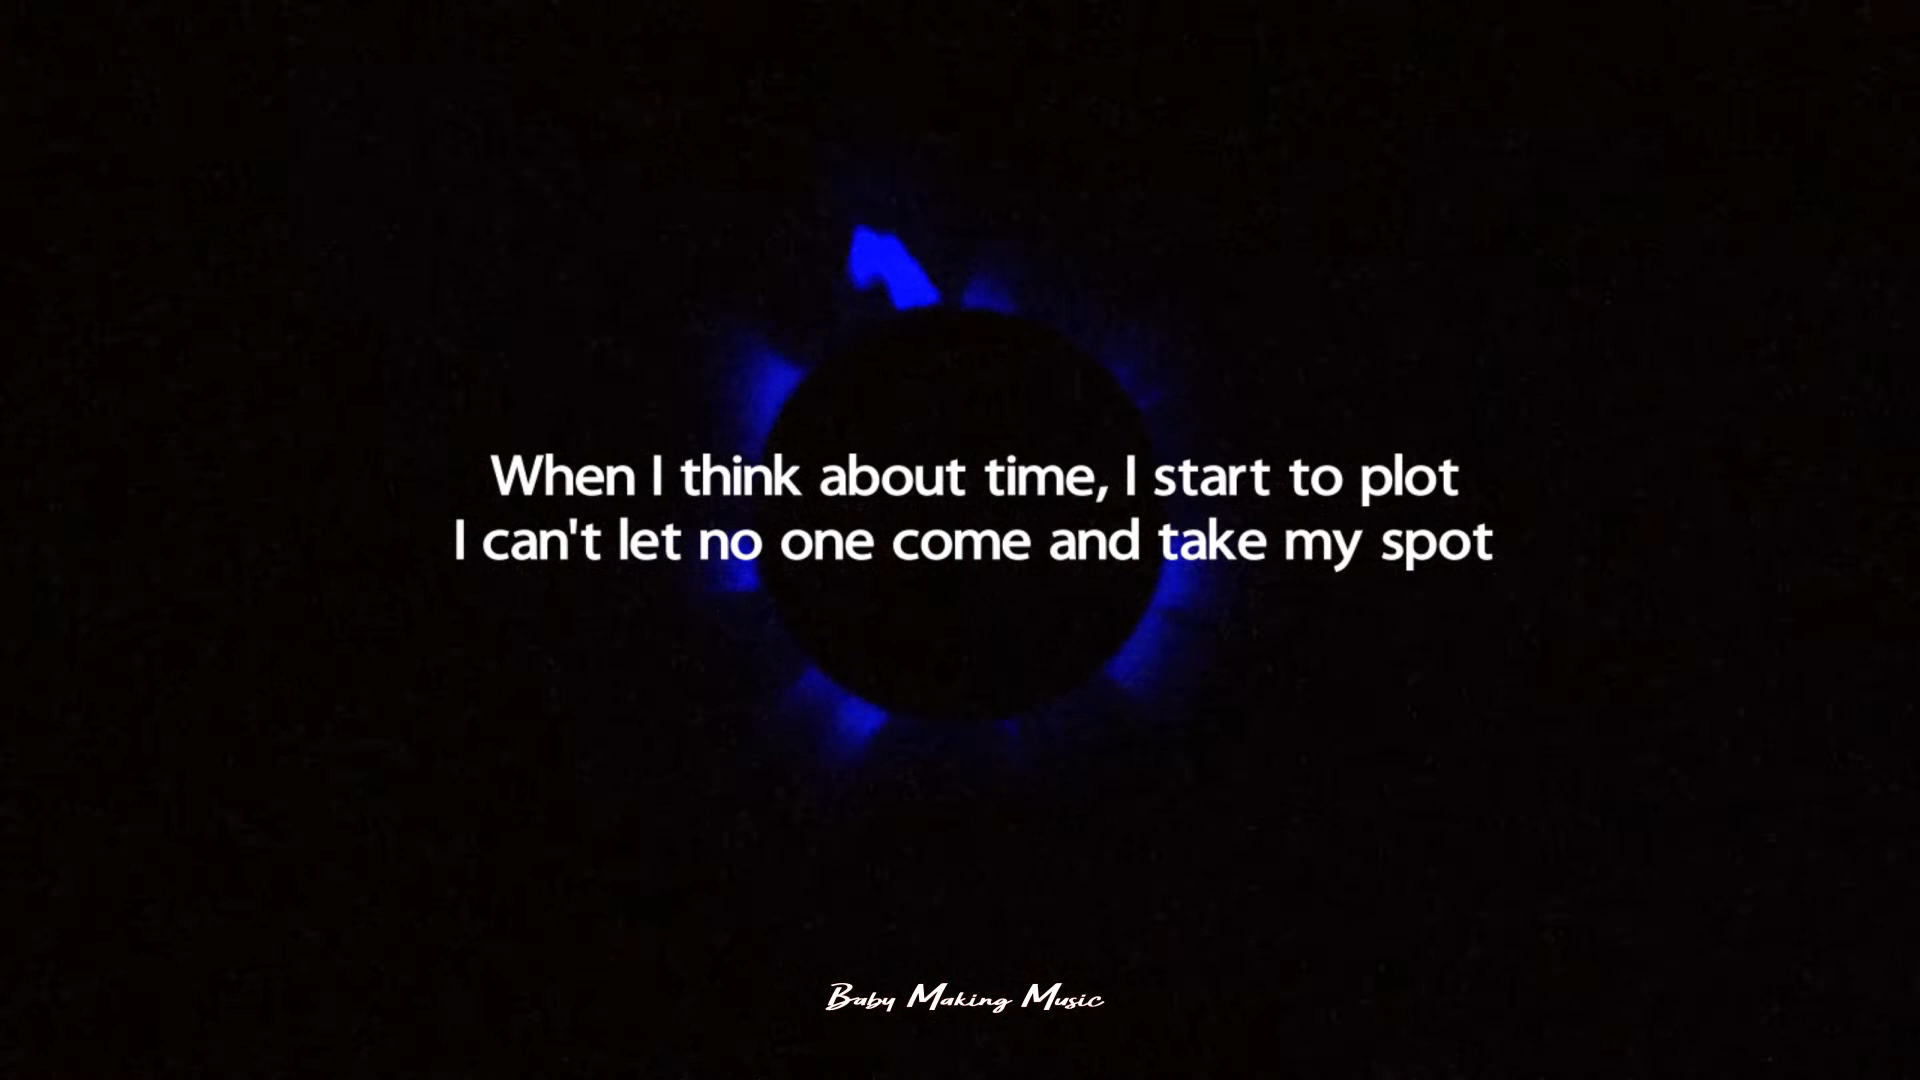 When I think about time, I start to plot
I can't let no one come and take my spot
Baby Making Music